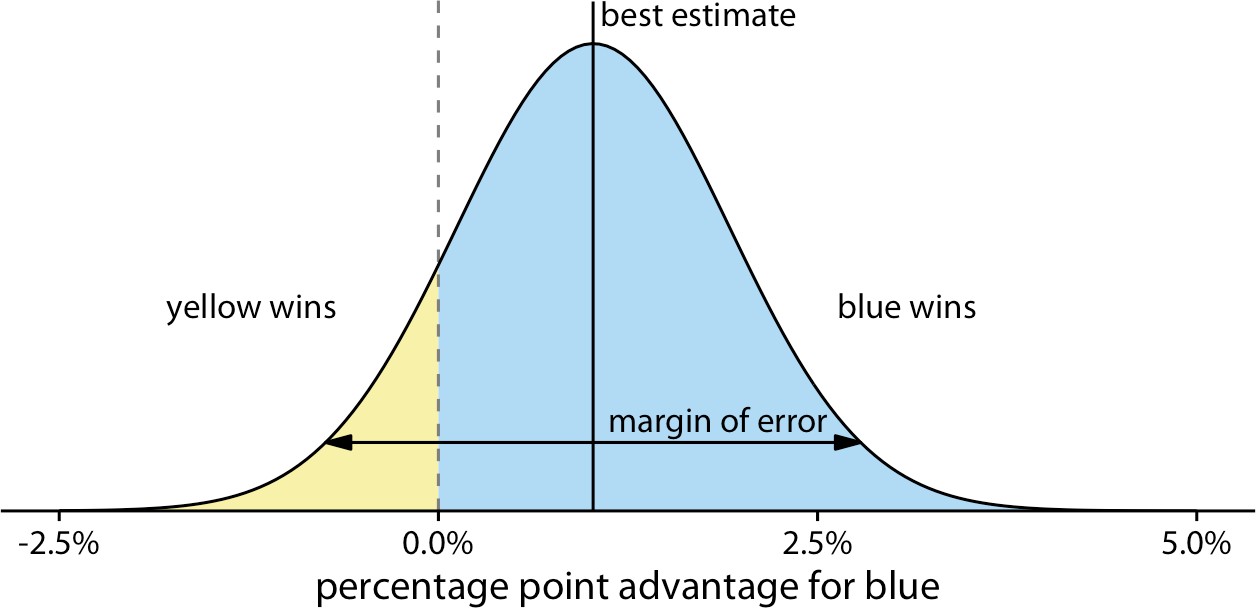 best estimate
yellow wins
blue wins
margin of error
-2.5%
0.0%
2.5%
5.0%
percentage point advantage for blue